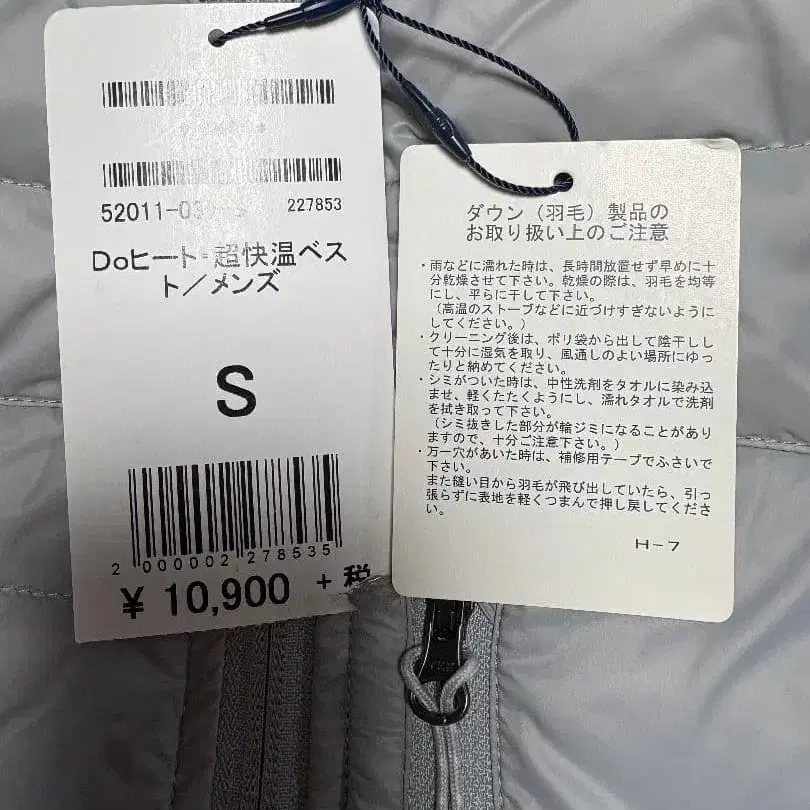 52011-03
227853
Doヒート・超快温ベス
ト／メンズ
S
2 000002 278535
¥ 10,900 +税
ダウン（羽毛）製品の
お取り扱い上のご注意
・雨などに濡れた時は、長時間放置せず早めに十
分乾燥させて下さい。乾燥の際は、羽毛を均等
にし、平らに干して下さい。
（高温のストーブなどに近づけすぎないように
してください。）
・クリーニング後は、ポリ袋から出して陰干しし
て十分に湿気を取り、風通しのよい場所にゆっ
たりと納めてください。
・シミがついた時は、中性洗剤をタオルに染み込
ませ、軽くたたくようにし、濡れタオルで洗剤
を拭き取って下さい。
（シミ抜きした部分が輪ジミになることがあり
ますので、十分ご注意下さい。）
・万一穴があいた時は、補修用テープでふさいで
下さい。
また縫い目から羽毛が飛び出していたら、引っ
張らずに表地を軽くつまんで押し戻してくださ
い。
H-7